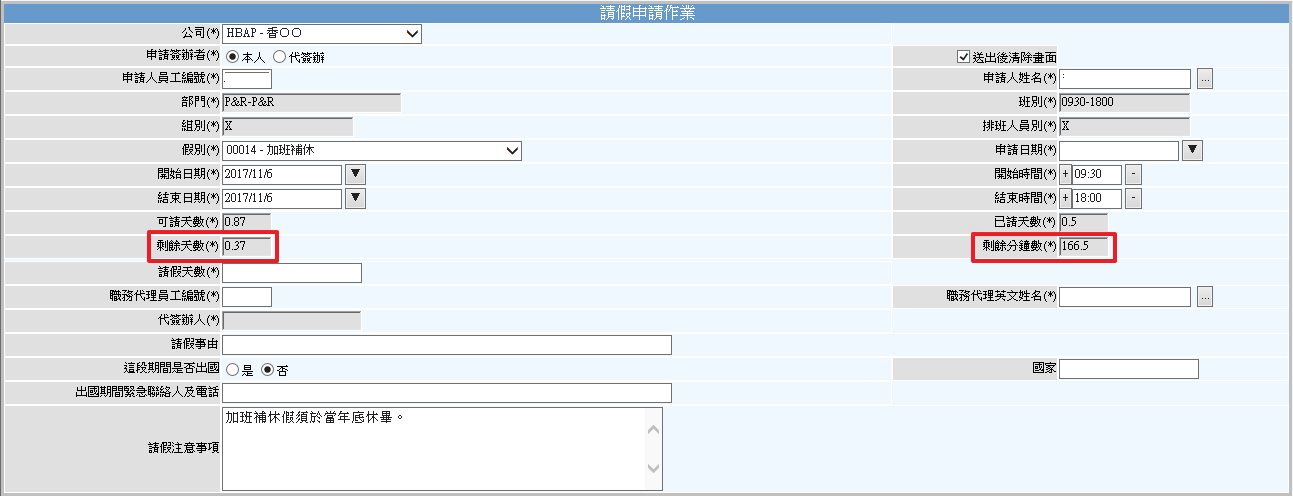 請假申請作業
公司(*) HBAP - 香〇〇
申請簽辦者(*) 本人 代簽辦 送出後清除畫面
申請人員工編號(*) 申請人姓名(*) ...
部門(*) P&R-P&R 班別(*) 0930-1800
組別(*) X 排班人員別(*) X
假別(*) 00014 - 加班補休 申請日期(*) ▼
開始日期(*) 2017/11/6 ▼ 開始時間(*) + 09:30 -
結束日期(*) 2017/11/6 ▼ 結束時間(*) + 18:00 -
可請天數(*) 0.87 已請天數(*) 0.5
剩餘天數(*) 0.37 剩餘分鐘數(*) 166.5
請假天數(*)
職務代理員工編號(*) 職務代理英文姓名(*) ...
代簽辦人(*)
請假事由
這段期間是否出國 是 否 國家
出國期間緊急聯絡人及電話
請假注意事項 加班補休假須於當年底休畢。